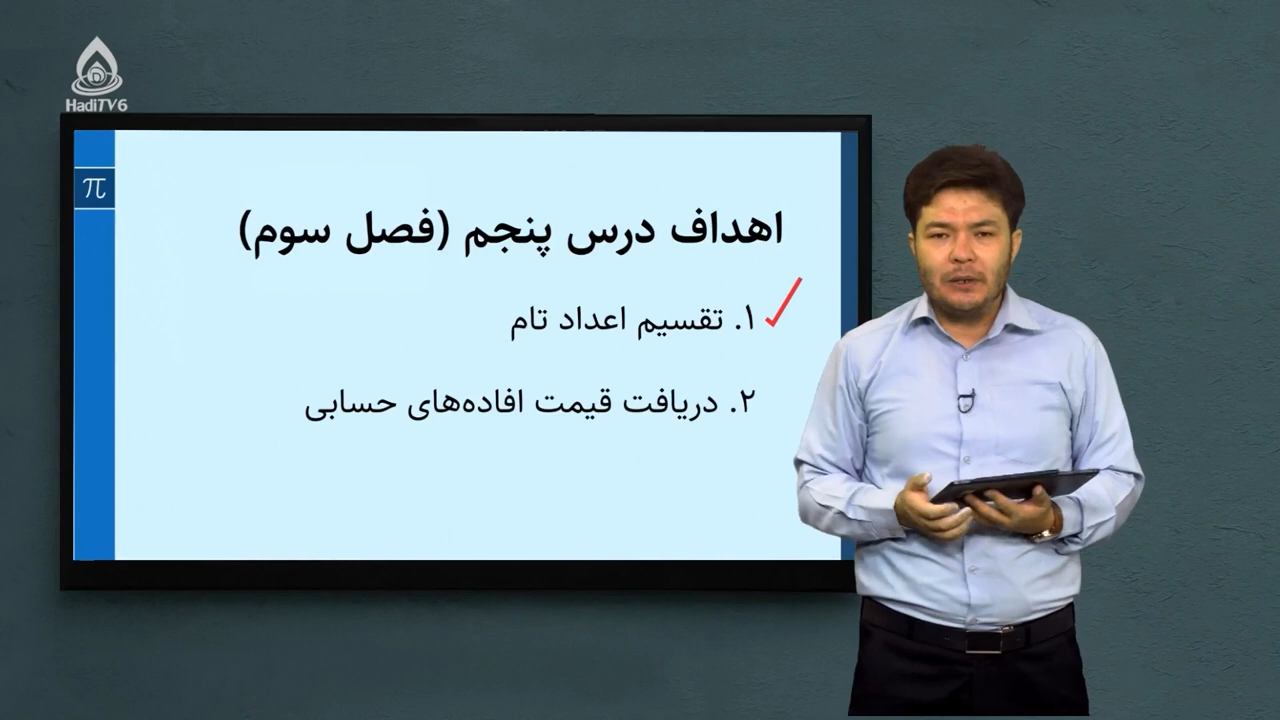 HadiTV6
π
اهداف درس پنجم (فصل سوم)
۱. تقسیم اعداد تام
۲. دریافت قیمت افاده‌های حسابی